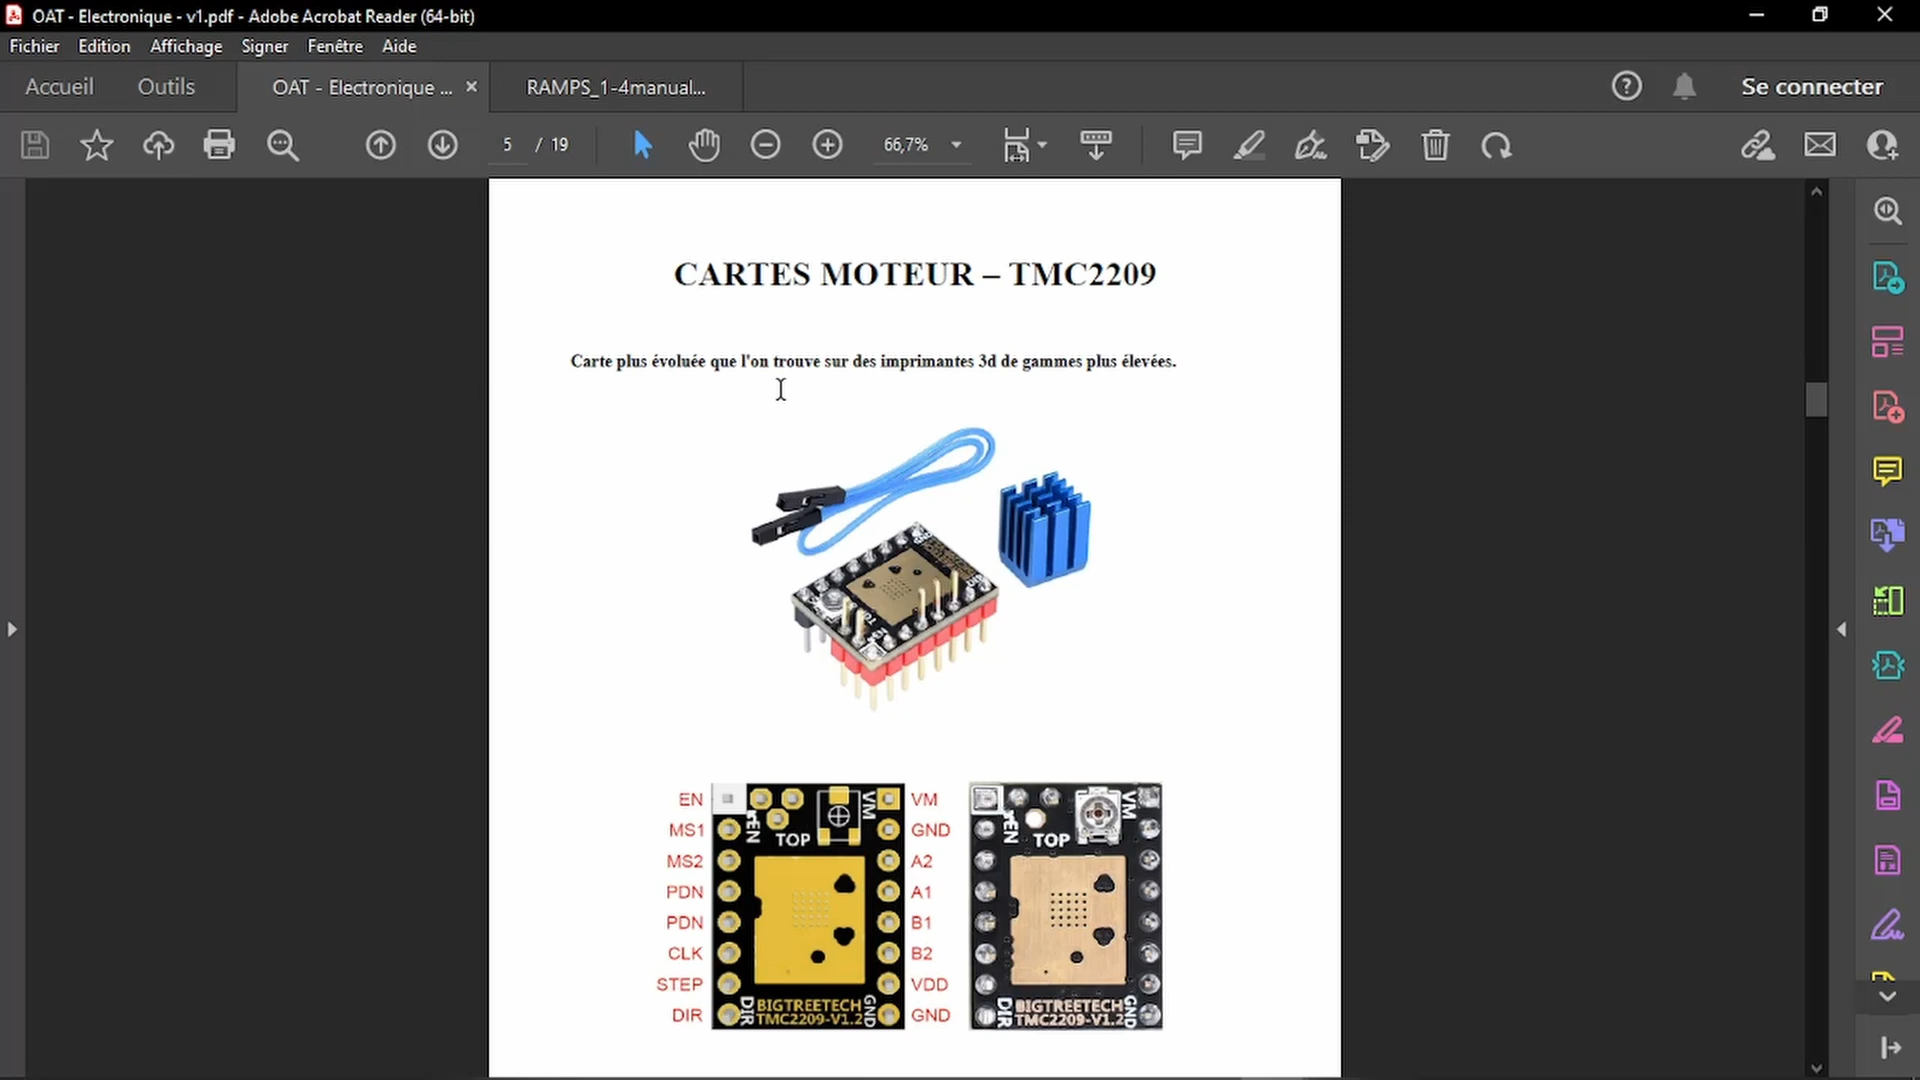 OAT - Electronique - v1.pdf - Adobe Acrobat Reader (64-bit)
Fichier Edition Affichage Signer Fenêtre Aide
Accueil Outils OAT - Electronique ... RAMPS_1-4manual... Se connecter
5 / 19 66,7%
CARTES MOTEUR – TMC2209
Carte plus évoluée que l'on trouve sur des imprimantes 3d de gammes plus élevées.
EN VM
MS1 GND
MS2 A2
PDN A1
PDN B1
CLK B2
STEP VDD
DIR GND
EN TOP VM
DIR BIGTREETECH GND
TMC2209-V1.2
EN TOP VM
DIR BIGTREETECH GND
TMC2209-V1.2